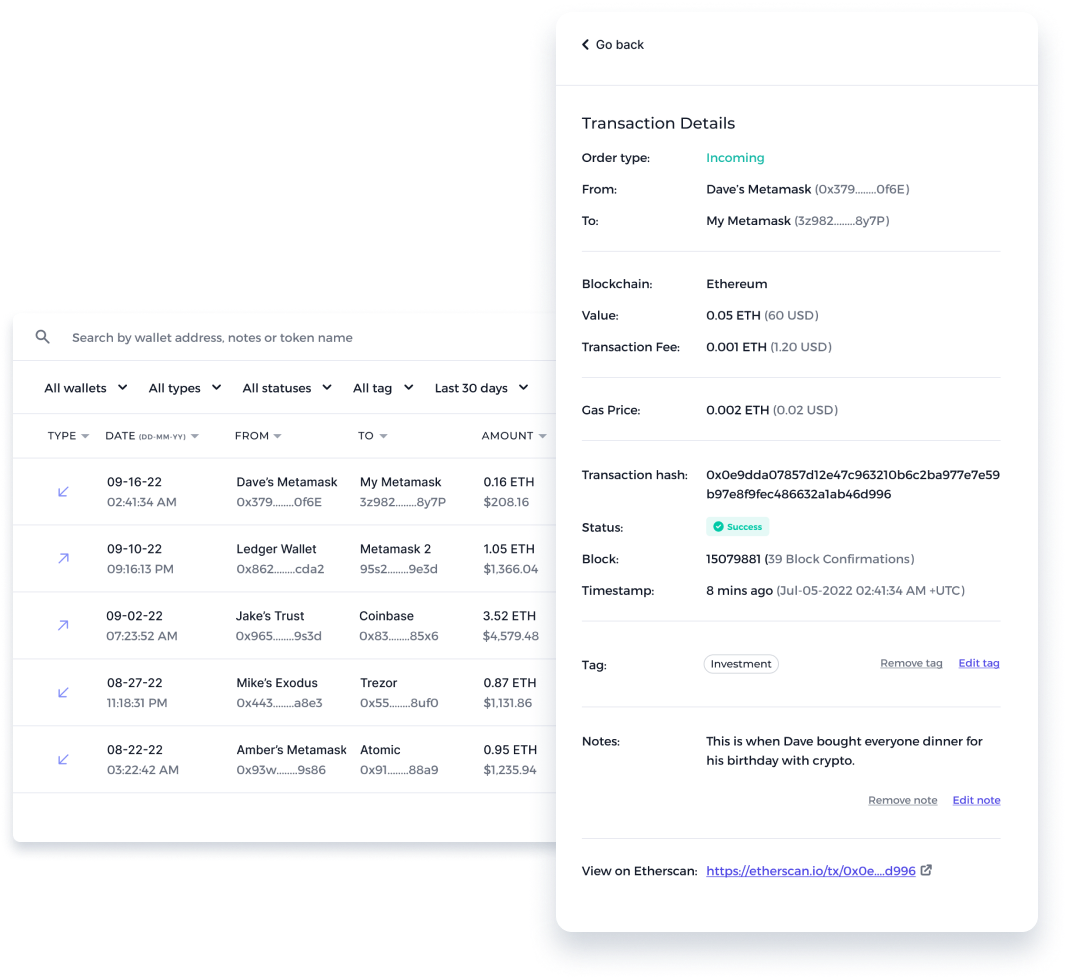 Go back
Transaction Details
Order type: Incoming
From: Dave's Metamask (0x379........0f6E)
To: My Metamask (3z982........8y7P)
Blockchain: Ethereum
Value: 0.05 ETH (60 USD)
Transaction Fee: 0.001 ETH (1.20 USD)
Gas Price: 0.002 ETH (0.02 USD)
Transaction hash: 0x0e9dda07857d12e47c963210b6c2ba977e7e59
b97e8f9fec486632a1ab46d996
Status: Success
Block: 15079881 (39 Block Confirmations)
Timestamp: 8 mins ago (Jul-05-2022 02:41:34 AM +UTC)
Tag: Investment Remove tag Edit tag
Notes: This is when Dave bought everyone dinner for
his birthday with crypto.
Remove note Edit note
View on Etherscan: https://etherscan.io/tx/0x0e....d996
Search by wallet address, notes or token name
All wallets All types All statuses All tag Last 30 days
TYPE DATE (DD-MM-YY) FROM TO AMOUNT
09-16-22 Dave's Metamask My Metamask 0.16 ETH
02:41:34 AM 0x379........0f6E 3z982........8y7P $208.16
09-10-22 Ledger Wallet Metamask 2 1.05 ETH
09:16:13 PM 0x862........cda2 95s2........9e3d $1,366.04
09-02-22 Jake's Trust Coinbase 3.52 ETH
07:23:52 AM 0x965........9s3d 0x83........85x6 $4,579.48
08-27-22 Mike's Exodus Trezor 0.87 ETH
11:18:31 PM 0x443........a8e3 0x55........8uf0 $1,131.86
08-22-22 Amber's Metamask Atomic 0.95 ETH
03:22:42 AM 0x93w........9s86 0x91........88a9 $1,235.94